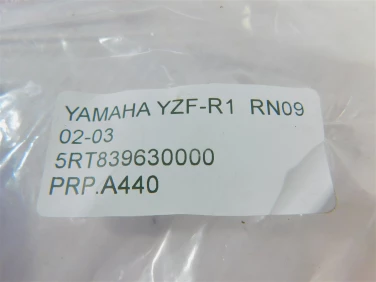 YAMAHA YZF-R1 RN09
02-03
5RT839630000
PRP.A440